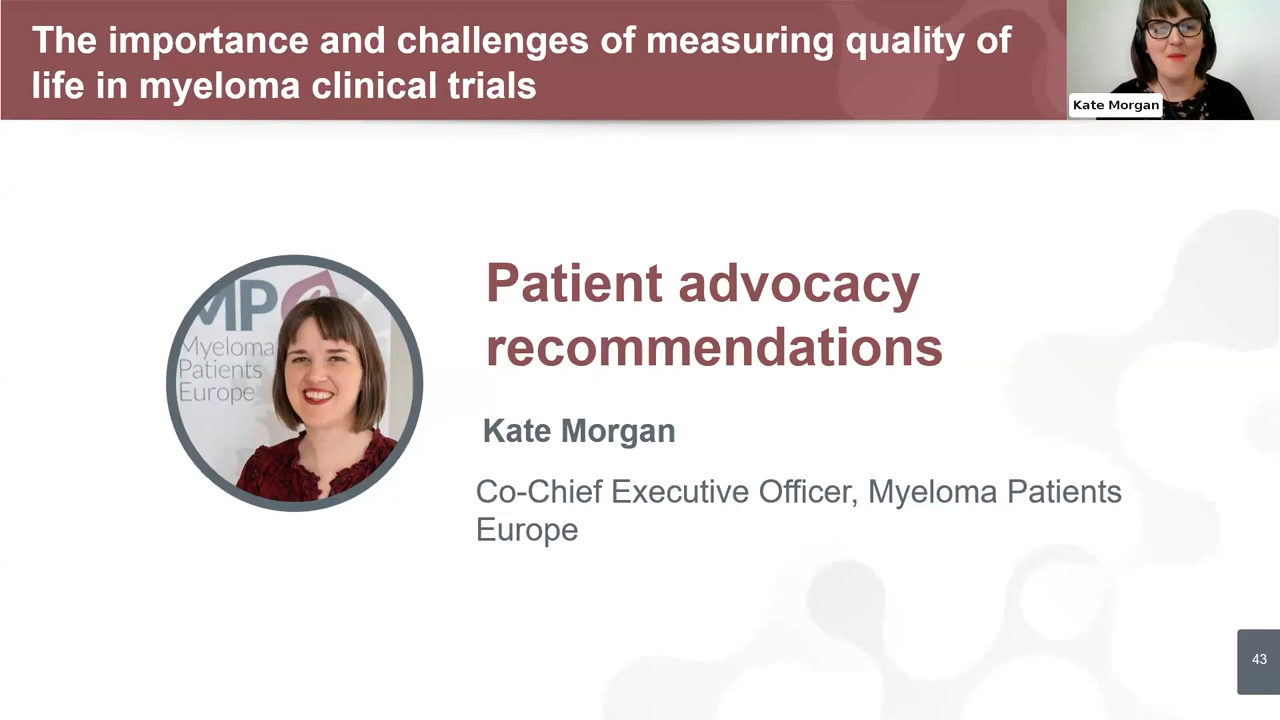 The importance and challenges of measuring quality of
life in myeloma clinical trials
Kate Morgan
MP
Myeloma
Patients
Europe
Patient advocacy
recommendations
Kate Morgan
Co-Chief Executive Officer, Myeloma Patients
Europe
43